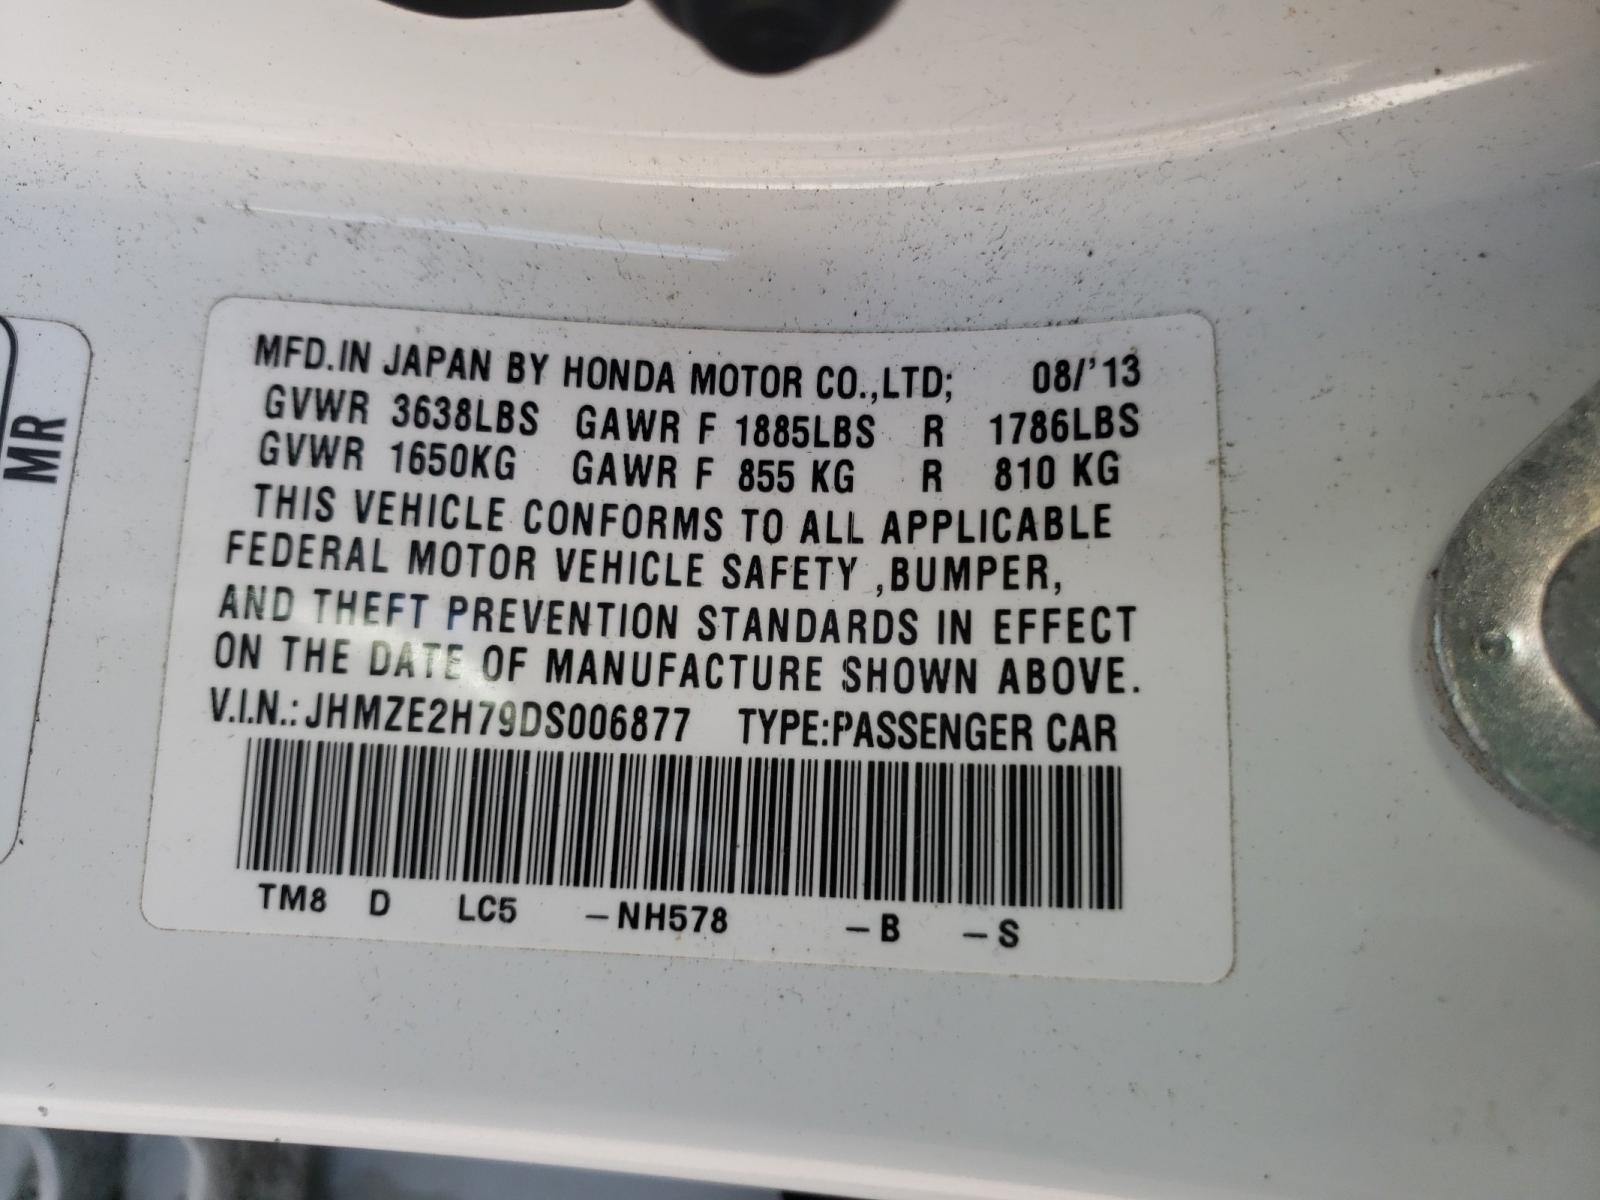 MR
MFD.IN JAPAN BY HONDA MOTOR CO.,LTD; 08/'13
GVWR 3638LBS GAWR F 1885LBS R 1786LBS
GVWR 1650KG GAWR F 855 KG R 810 KG
THIS VEHICLE CONFORMS TO ALL APPLICABLE
FEDERAL MOTOR VEHICLE SAFETY ,BUMPER,
AND THEFT PREVENTION STANDARDS IN EFFECT
ON THE DATE OF MANUFACTURE SHOWN ABOVE.
V.I.N.: JHMZE2H79DS006877 TYPE:PASSENGER CAR
TM8 D LC5 -NH578 -B -S